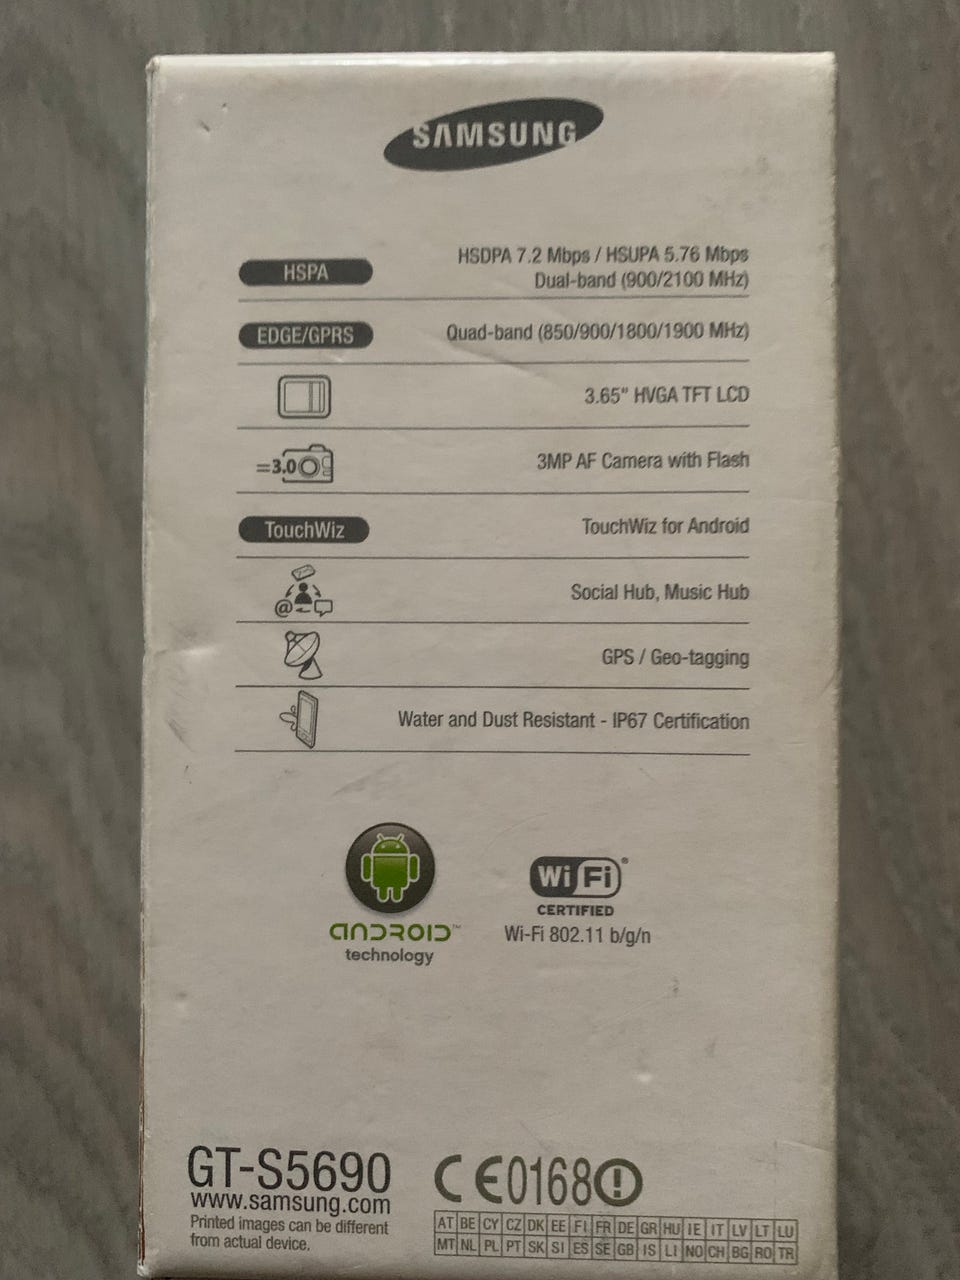 SAMSUNG
HSPA
HSDPA 7.2 Mbps / HSUPA 5.76 Mbps
Dual-band (900/2100 MHz)
EDGE/GPRS
Quad-band (850/900/1800/1900 MHz)
3.65" HVGA TFT LCD
=3.0
3MP AF Camera with Flash
TouchWiz
TouchWiz for Android
@
Social Hub, Music Hub
GPS / Geo-tagging
Water and Dust Resistant - IP67 Certification
ANDROID™
technology
Wi Fi®
CERTIFIED
Wi-Fi 802.11 b/g/n
GT-S5690
www.samsung.com
Printed images can be different
from actual device.
CE0168!
AT BE CY CZ DK EE FI FR DE GR HU IE IT LV LT LU
MT NL PL PT SK SI ES SE GB IS LI NO CH BG RO TR